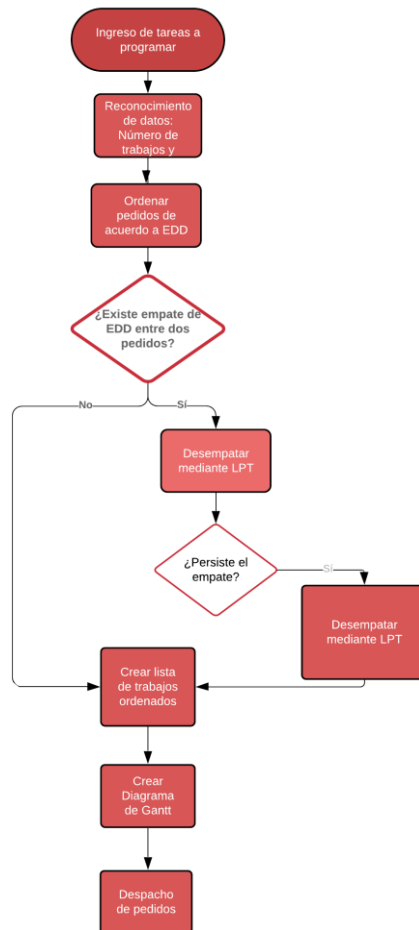 Ingreso de tareas a
programar
Reconocimiento
de datos:
Número de
trabajos y
Ordenar
pedidos de
acuerdo a EDD
¿Existe empate de
EDD entre dos
pedidos?
No
Sí
Desempatar
mediante LPT
¿Persiste el
empate?
Sí
Desempatar
mediante LPT
Crear lista
de trabajos
ordenados
Crear
Diagrama
de Gantt
Despacho
de pedidos